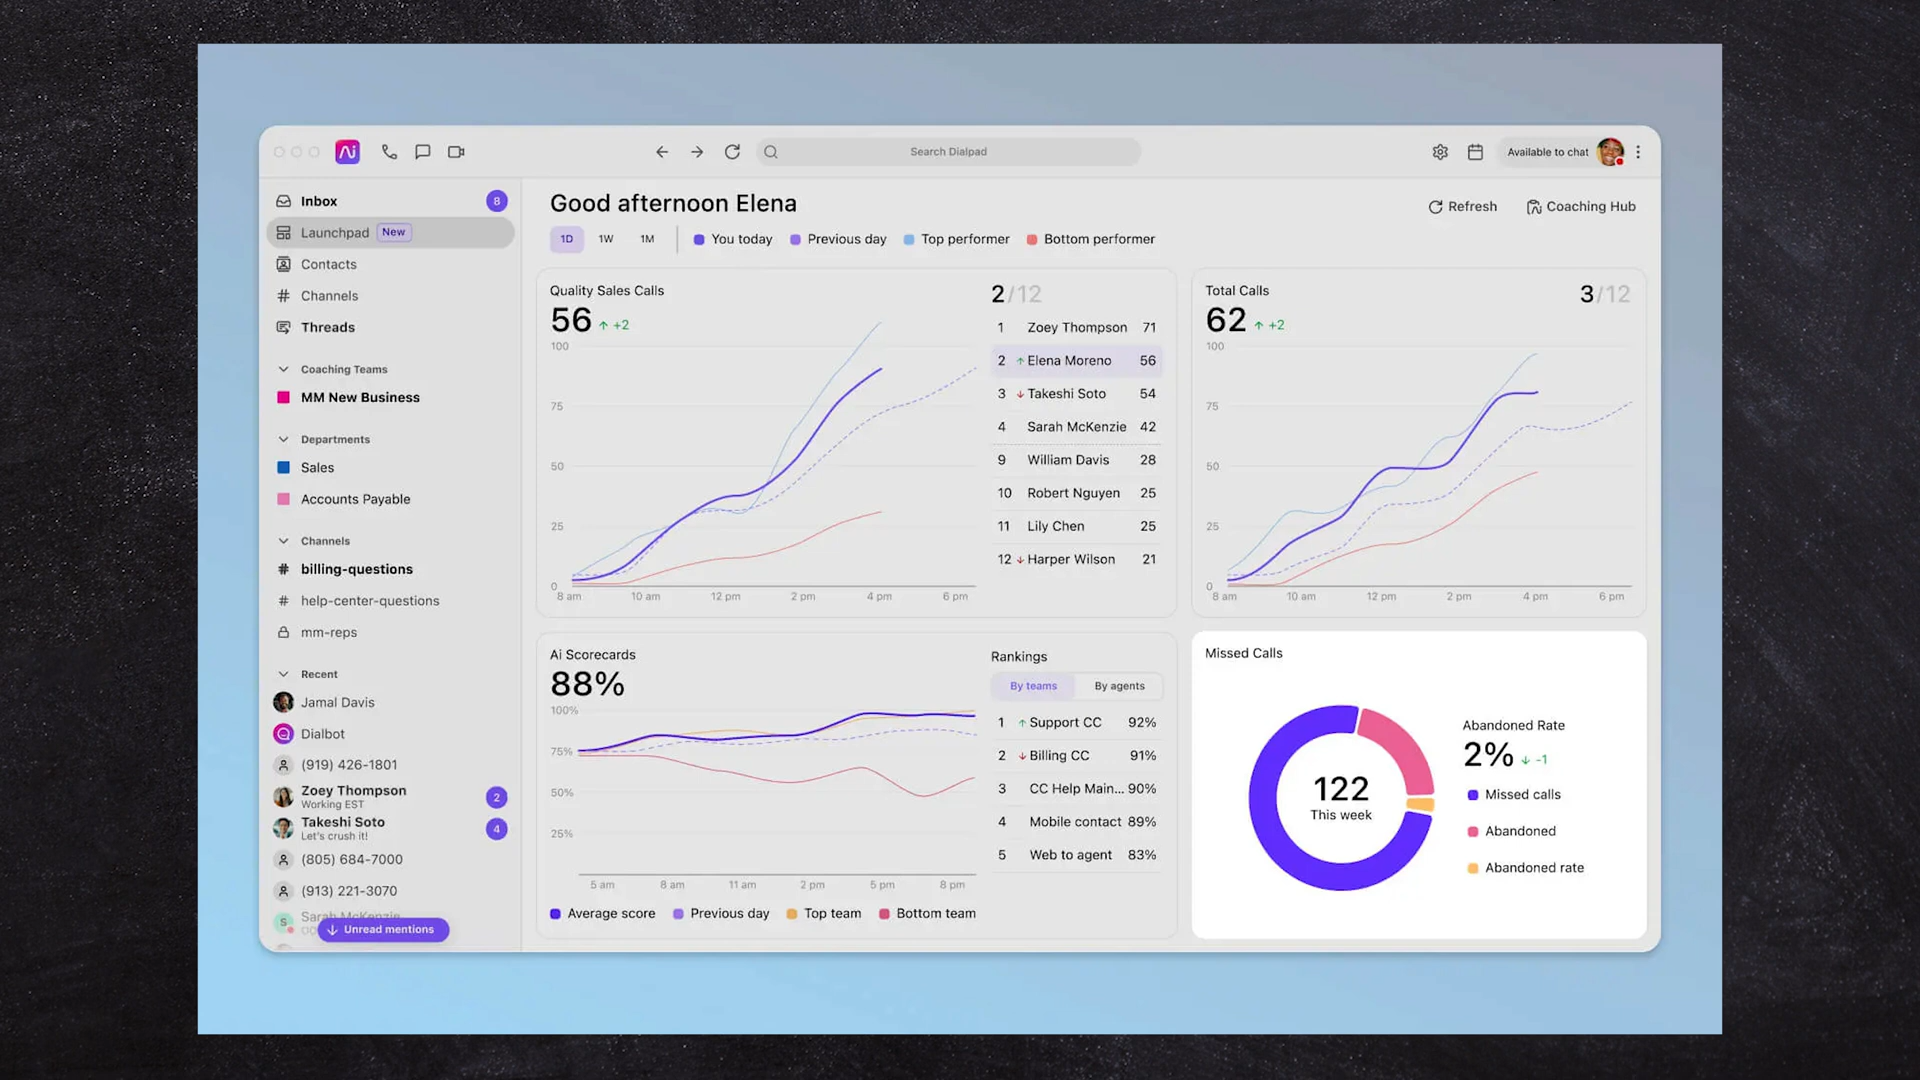 Search Dialpad
Available to chat
Inbox
8
Launchpad New
Contacts
Channels
Threads
Coaching Teams
MM New Business
Departments
Sales
Accounts Payable
Channels
billing-questions
help-center-questions
mm-reps
Recent
Jamal Davis
Dialbot
(919) 426-1801
Zoey Thompson
Working EST
2
Takeshi Soto
Let's crush it!
4
(805) 684-7000
(913) 221-3070
S Sarah McKenzie
Unread mentions
Good afternoon Elena
Refresh
Coaching Hub
1D 1W 1M
You today Previous day Top performer Bottom performer
Quality Sales Calls
56 +2
100
75
50
25
0
8 am 10 am 12 pm 2 pm 4 pm 6 pm
2/12
1 Zoey Thompson 71
2 Elena Moreno 56
3 Takeshi Soto 54
4 Sarah McKenzie 42
9 William Davis 28
10 Robert Nguyen 25
11 Lily Chen 25
12 Harper Wilson 21
Total Calls
3/12
62 +2
100
75
50
25
0
8 am 10 am 12 pm 2 pm 4 pm 6 pm
Ai Scorecards
88%
100%
75%
50%
25%
5 am 8 am 11 am 2 pm 5 pm 8 pm
Average score Previous day Top team Bottom team
Rankings
By teams By agents
1 Support CC 92%
2 Billing CC 91%
3 CC Help Main... 90%
4 Mobile contact 89%
5 Web to agent 83%
Missed Calls
122
This week
Abandoned Rate
2% -1
Missed calls
Abandoned
Abandoned rate